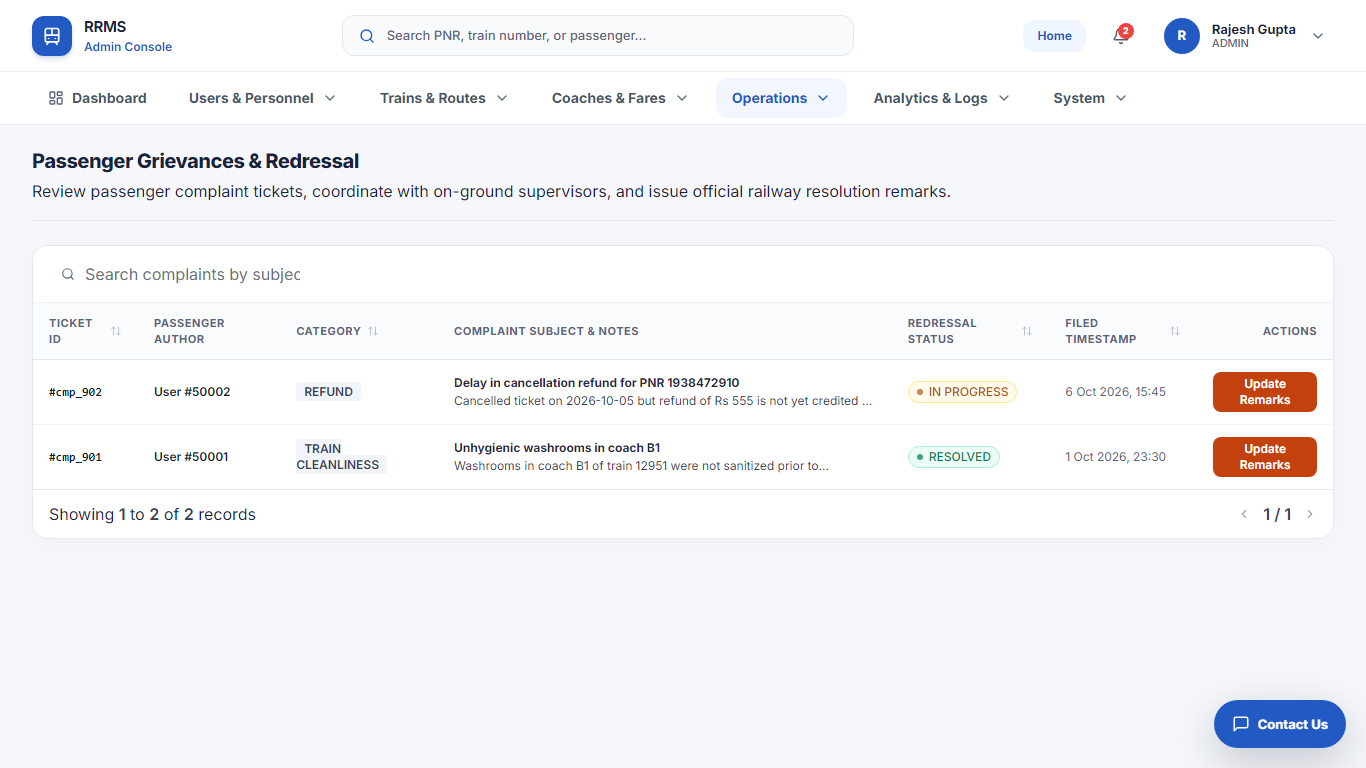 RRMS
Admin Console
Search PNR, train number, or passenger...
Home
2
R
Rajesh Gupta
ADMIN
Dashboard
Users & Personnel
Trains & Routes
Coaches & Fares
Operations
Analytics & Logs
System
Passenger Grievances & Redressal
Review passenger complaint tickets, coordinate with on-ground supervisors, and issue official railway resolution remarks.
Search complaints by subjec
TICKET
ID
PASSENGER
AUTHOR
CATEGORY
COMPLAINT SUBJECT & NOTES
REDRESSAL
STATUS
FILED
TIMESTAMP
ACTIONS
#cmp_902
User #50002
REFUND
Delay in cancellation refund for PNR 1938472910
Cancelled ticket on 2026-10-05 but refund of Rs 555 is not yet credited ...
IN PROGRESS
6 Oct 2026, 15:45
Update
Remarks
#cmp_901
User #50001
TRAIN
CLEANLINESS
Unhygienic washrooms in coach B1
Washrooms in coach B1 of train 12951 were not sanitized prior to...
RESOLVED
1 Oct 2026, 23:30
Update
Remarks
Showing 1 to 2 of 2 records
1 / 1
Contact Us